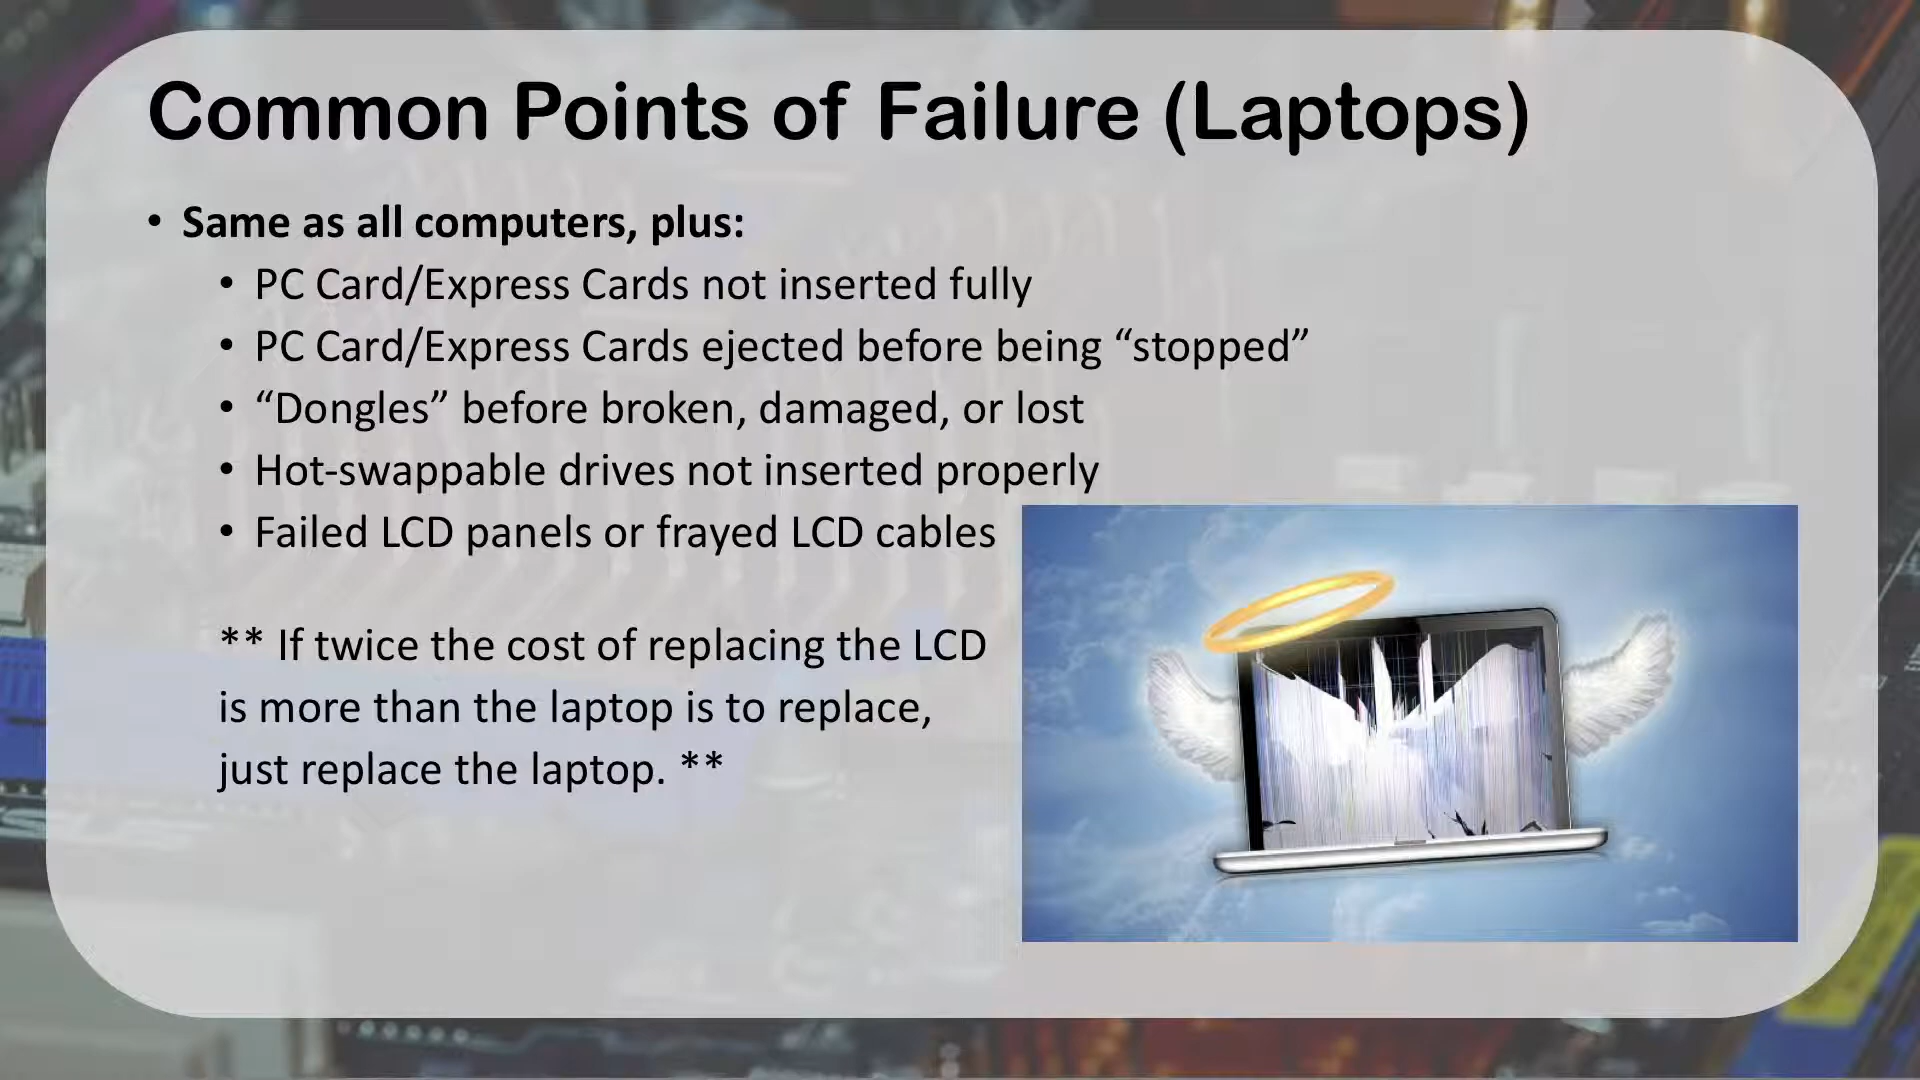 Common Points of Failure (Laptops)
• Same as all computers, plus:
• PC Card/Express Cards not inserted fully
• PC Card/Express Cards ejected before being “stopped”
• “Dongles” before broken, damaged, or lost
• Hot-swappable drives not inserted properly
• Failed LCD panels or frayed LCD cables
** If twice the cost of replacing the LCD
is more than the laptop is to replace,
just replace the laptop. **